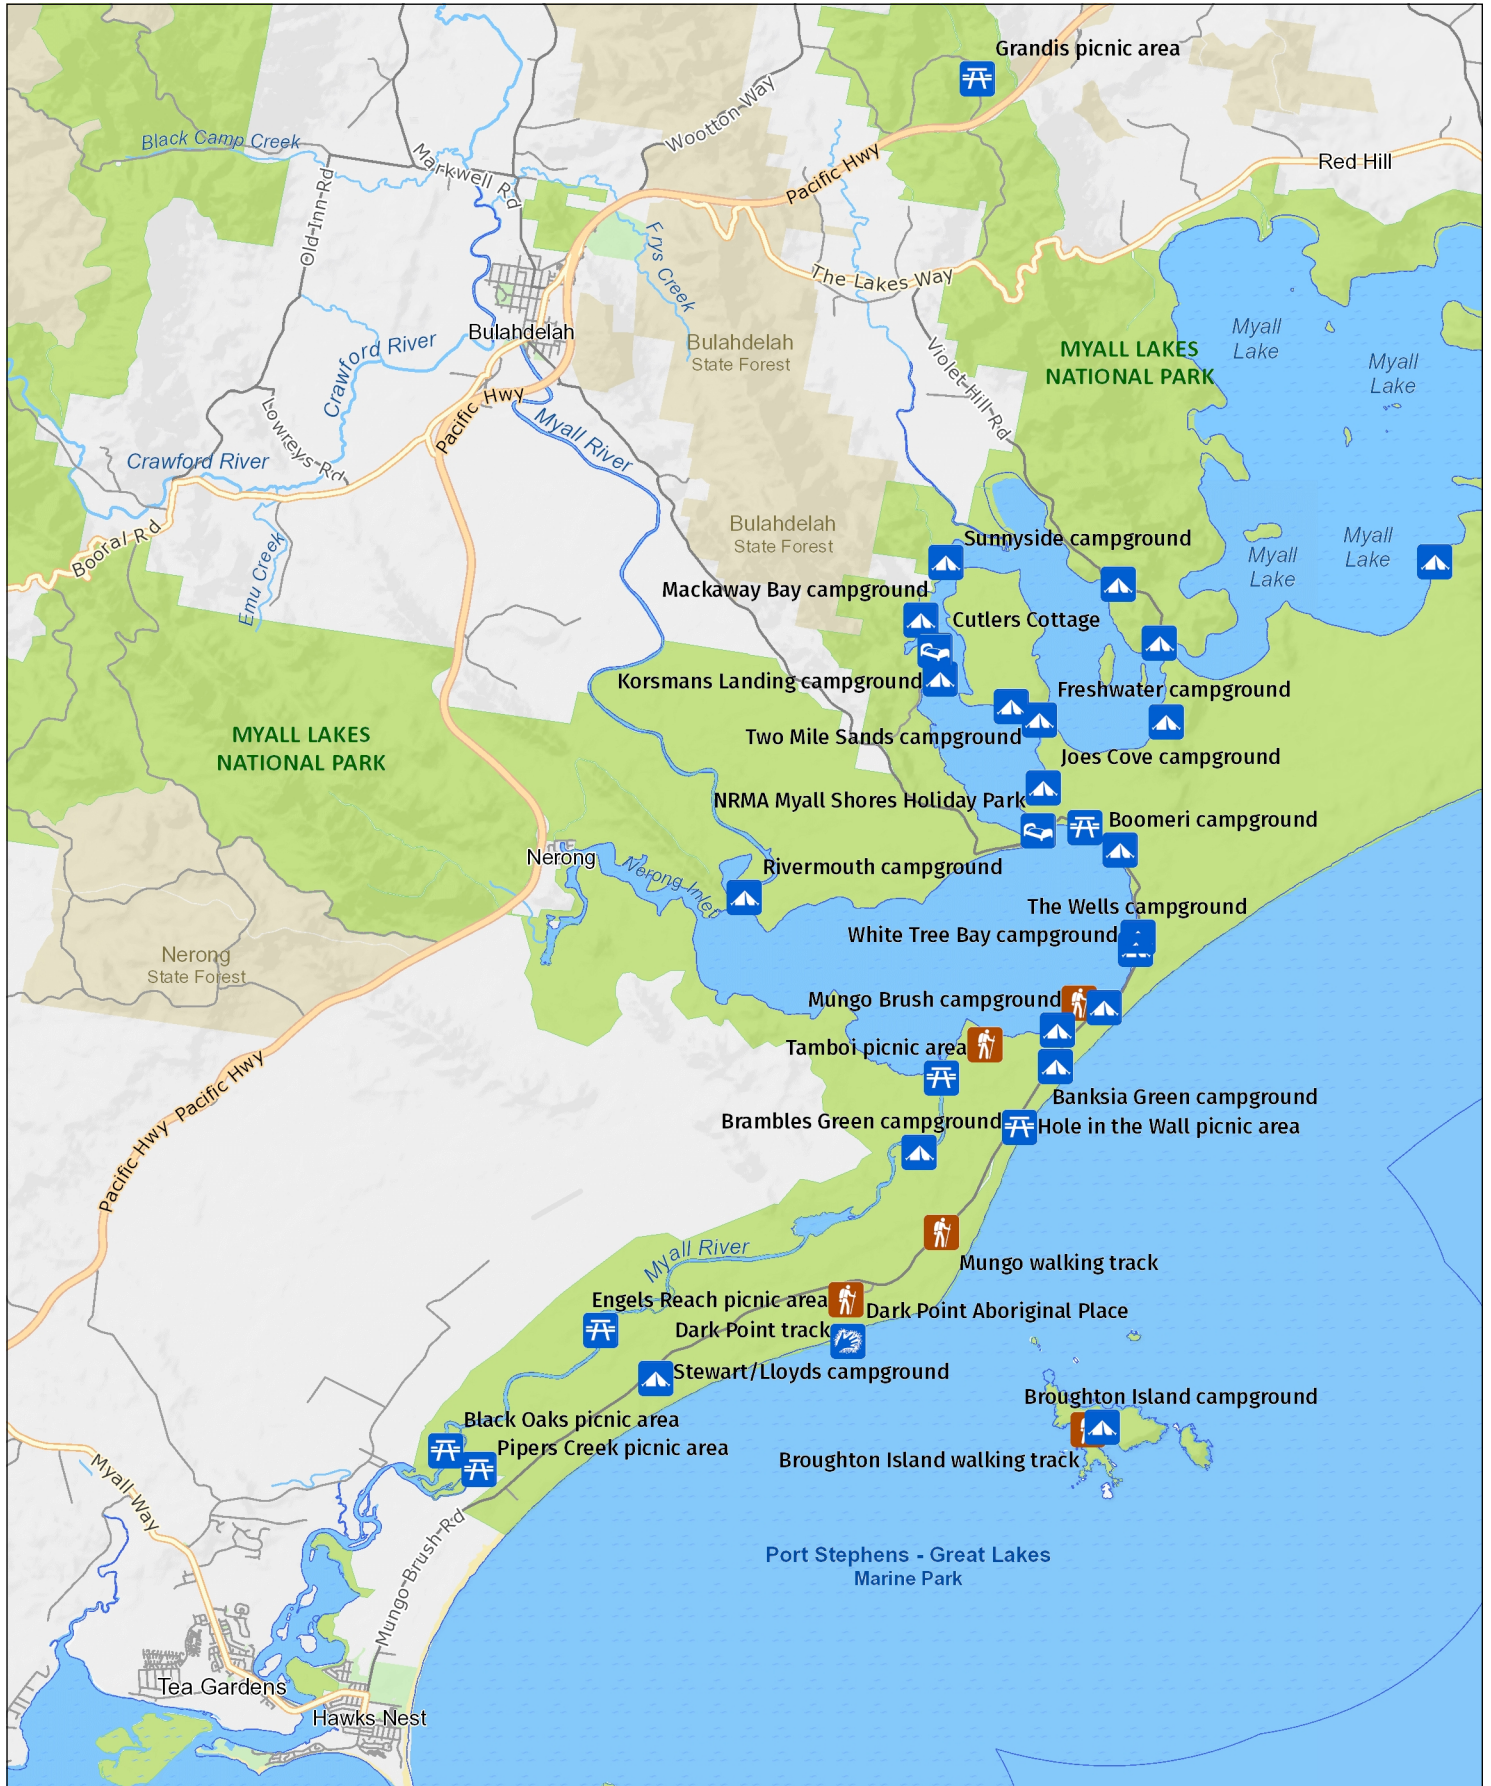 Grandis picnic area
Wootton Way
Black Camp Creek
Markwell Rd
Pacific Hwy
Red Hill
Old-Inn-Rd
Frys Creek
The Lakes Way
Bulahdelah
Crawford River
Bulahdelah
State Forest
Violet-Hill-Rd
MYALL LAKES
NATIONAL PARK
Myall
Lake
Myall
Lake
Lowreys-Rd
Pacific Hwy
Myall River
Crawford River
Booral Rd
Emu Creek
Bulahdelah
State Forest
Sunnyside campground
Myall
Lake
Myall
Lake
Mackaway Bay campground
Cutlers Cottage
Korsmans Landing campground
Freshwater campground
MYALL LAKES
NATIONAL PARK
Two Mile Sands campground
Joes Cove campground
NRMA Myall Shores Holiday Park
Boomeri campground
Nerong
Nerong Inlet
Rivermouth campground
The Wells campground
White Tree Bay campground
Nerong
State Forest
Mungo Brush campground
Tamboi picnic area
Pacific Hwy
Pacific Hwy
Banksia Green campground
Brambles Green campground
Hole in the Wall picnic area
Myall River
Mungo walking track
Engels Reach picnic area
Dark Point Aboriginal Place
Dark Point track
Stewart/Lloyds campground
Broughton Island campground
Black Oaks picnic area
Pipers Creek picnic area
Broughton Island walking track
Myall Way
Mungo-Brush-Rd
Port Stephens - Great Lakes
Marine Park
Tea Gardens
Hawks Nest